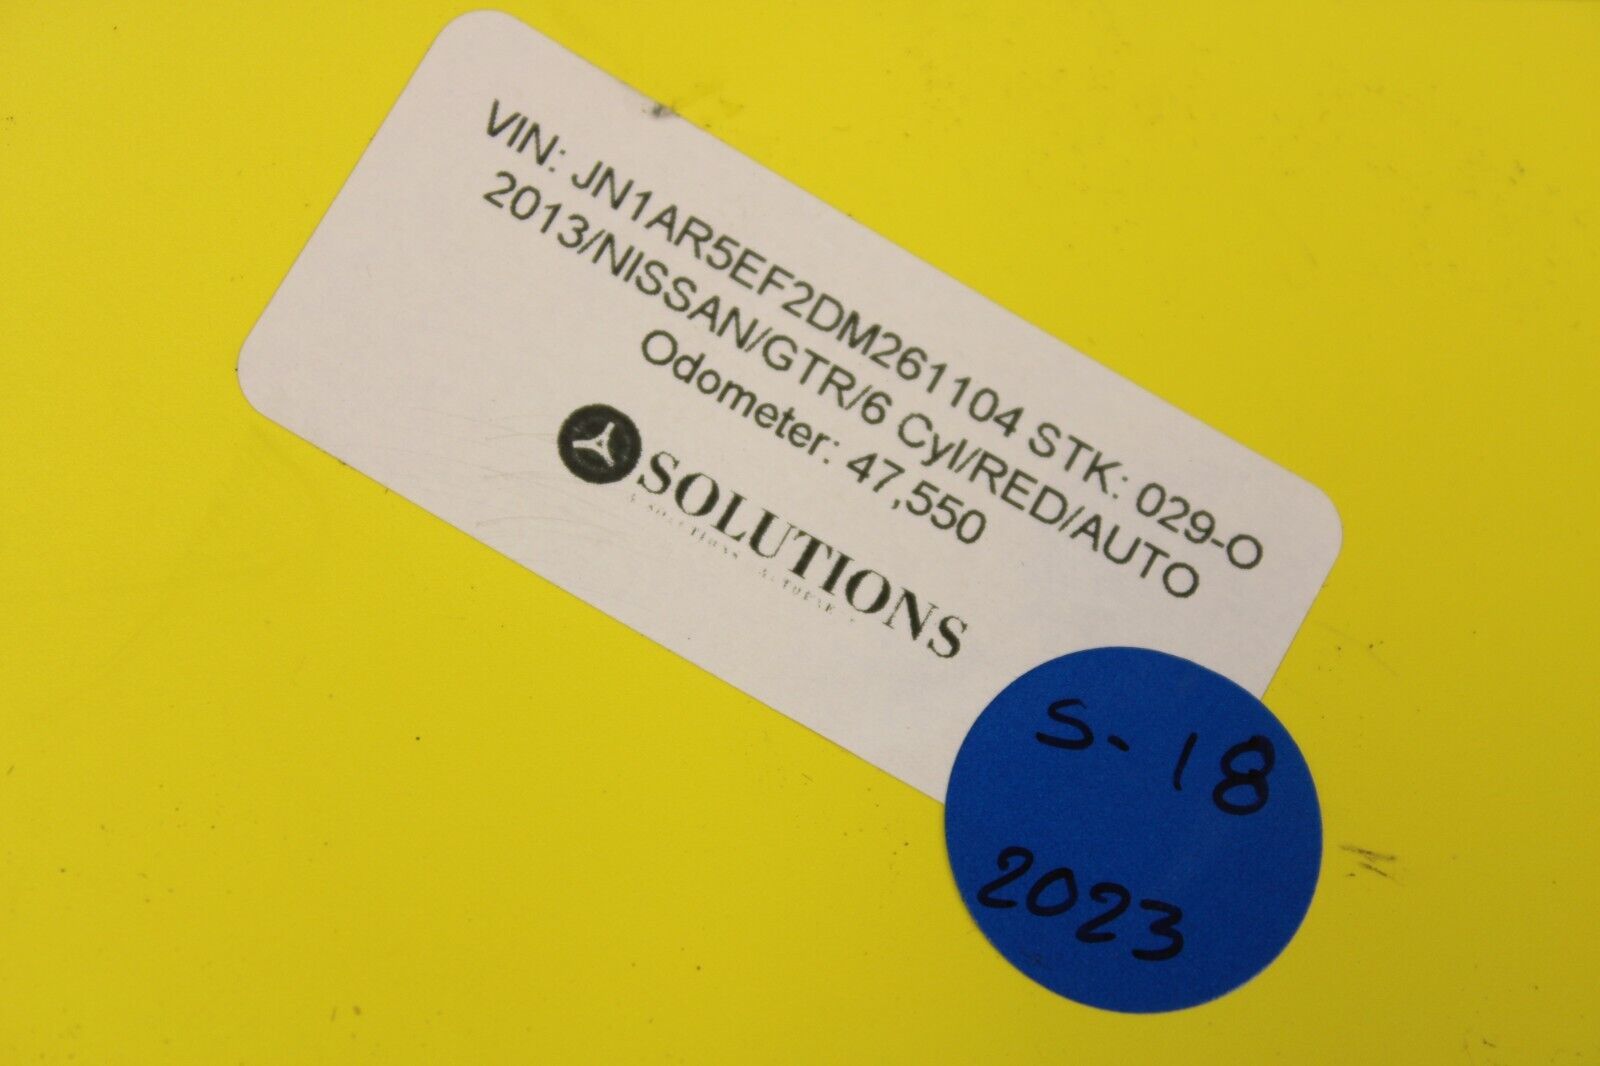 VIN: JN1AR5EF2DM261104 STK: 029-O
2013/NISSAN/GTR/6 Cyl/RED/AUTO
Odometer: 47,550
SOLUTIONS
S-18
2023